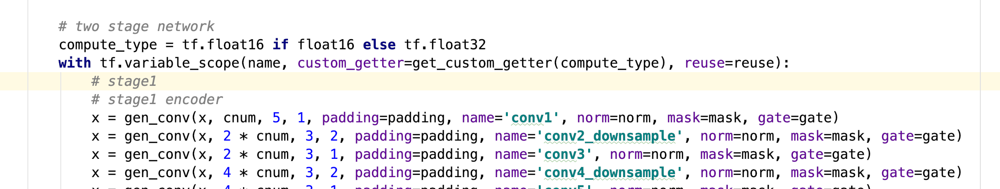 # two stage network
compute_type = tf.float16 if float16 else tf.float32
with tf.variable_scope(name, custom_getter=get_custom_getter(compute_type), reuse=reuse):
# stage1
# stage1 encoder
x = gen_conv(x, cnum, 5, 1, padding=padding, name='conv1', norm=norm, mask=mask, gate=gate)
x = gen_conv(x, 2 * cnum, 3, 2, padding=padding, name='conv2_downsample', norm=norm, mask=mask, gate=gate)
x = gen_conv(x, 2 * cnum, 3, 1, padding=padding, name='conv3', norm=norm, mask=mask, gate=gate)
x = gen_conv(x, 4 * cnum, 3, 2, padding=padding, name='conv4_downsample', norm=norm, mask=mask, gate=gate)